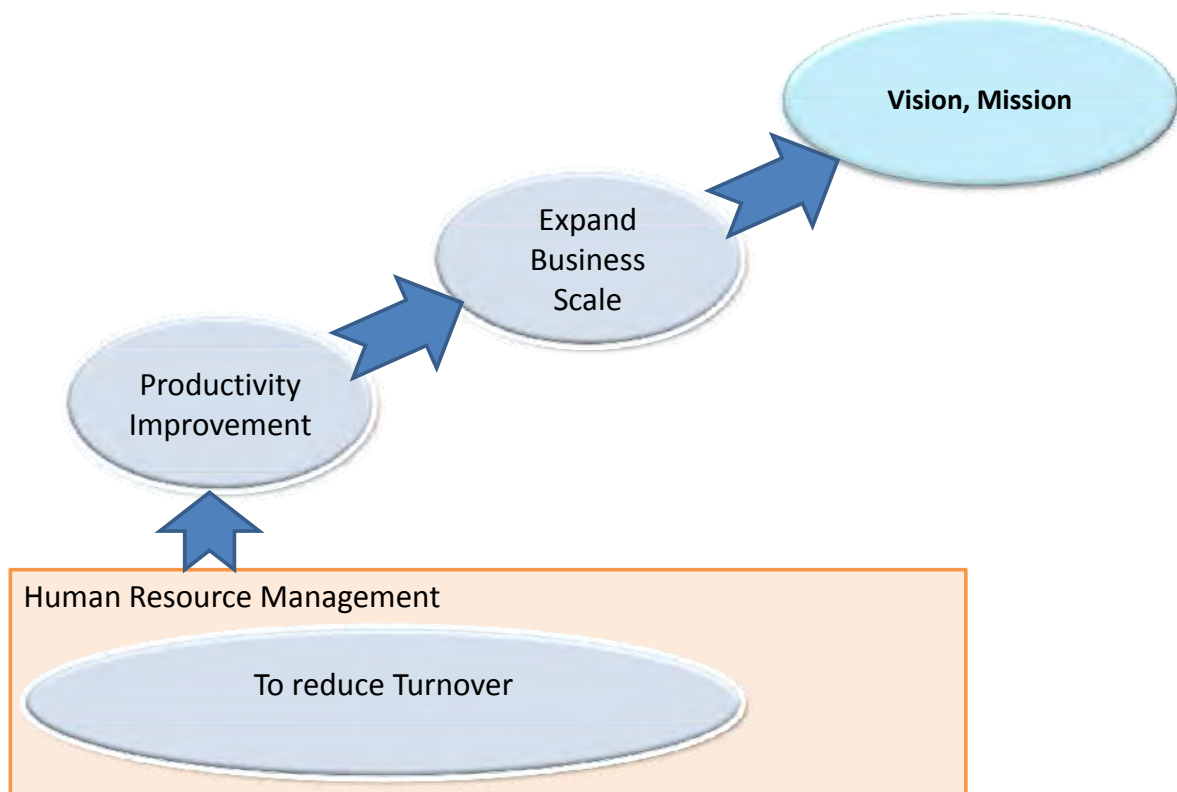 Vision, Mission
Expand
Business
Scale
Productivity
Improvement
Human Resource Management
To reduce Turnover